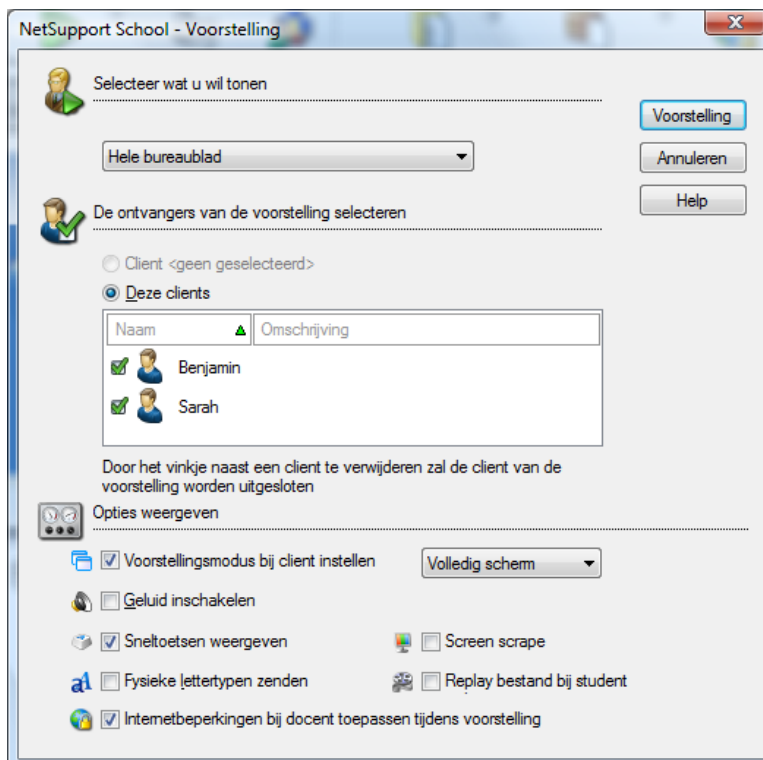 NetSupport School - Voorstelling
Selecteer wat u wil tonen
Voorstelling
Hele bureaublad
Annuleren
Help
De ontvangers van de voorstelling selecteren
Client <geen geselecteerd>
Deze clients
Naam Omschrijving
Benjamin
Sarah
Door het vinkje naast een client te verwijderen zal de client van de
voorstelling worden uitgesloten
Opties weergeven
Voorstellingsmodus bij client instellen Volledig scherm
Geluid inschakelen
Sneltoetsen weergeven Screen scrape
Fysieke lettertypen zenden Replay bestand bij student
Internetbeperkingen bij docent toepassen tijdens voorstelling